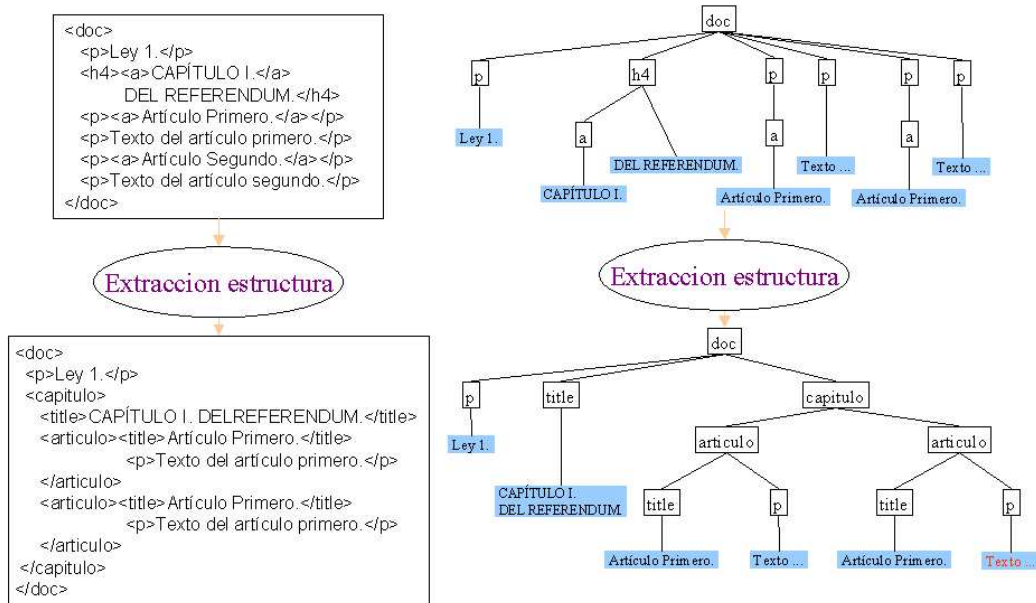 <doc>
<p>Ley 1.</p>
<h4><a>CAPÍTULO I.</a>
DEL REFERENDUM.</h4>
<p><a>Artículo Primero.</a></p>
<p>Texto del artículo primero.</p>
<p><a>Artículo Segundo.</a></p>
<p>Texto del artículo segundo.</p>
</doc>
Extraccion estructura
<doc>
<p>Ley 1.</p>
<capitulo>
<title>CAPÍTULO I. DELREFERENDUM.</title>
<articulo><title>Artículo Primero.</title>
<p>Texto del artículo primero.</p>
</articulo>
<articulo><title>Artículo Primero.</title>
<p>Texto del artículo primero.</p>
</articulo>
</capitulo>
</doc>
doc
p h4 p p p p
Ley 1. a DEL REFERENDUM. a Texto ... a Texto ...
CAPÍTULO I. Artículo Primero. Artículo Primero.
Extraccion estructura
doc
p title capitulo
Ley 1. articulo articulo
CAPÍTULO I.
DEL REFERENDUM.
title p title p
Artículo Primero. Texto ... Artículo Primero. Texto ...